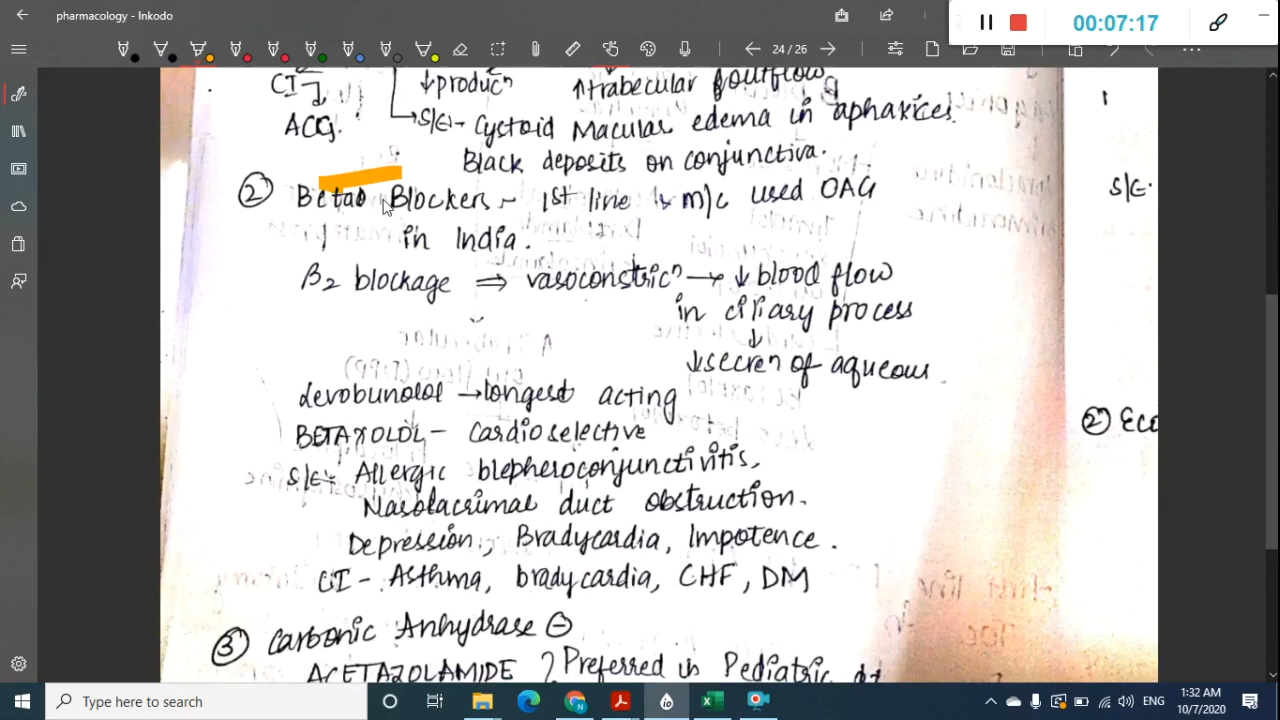 pharmacology - Inkodo
00:07:17
24 / 26
CI
↓producⁿ
↑trabecular outflow
ACG.
S/E- Cystoid Macular edema in aphakices.
Black deposits on conjunctiva.
S/E.
② Betao Blockers ~ 1st line & m/c used OAG
in India.
β2 blockage ⇒ vasoconstricⁿ → ↓ blood flow
in ciliary process
↓
↓secreⁿ of aqueous
Levobunolol → longest acting
② Eco
BETAXOLOL - Cardioselective
S/E:- Allergic blepheroconjunctivitis,
Nasolacrimal duct obstruction.
Depression, Bradycardia, Impotence.
CI - Asthma, bradycardia, CHF, DM
③ Carbonic Anhydrase ⊖
ACETAZOLAMIDE Preferred in Pediatric pt
Type here to search
ENG
1:32 AM
10/7/2020